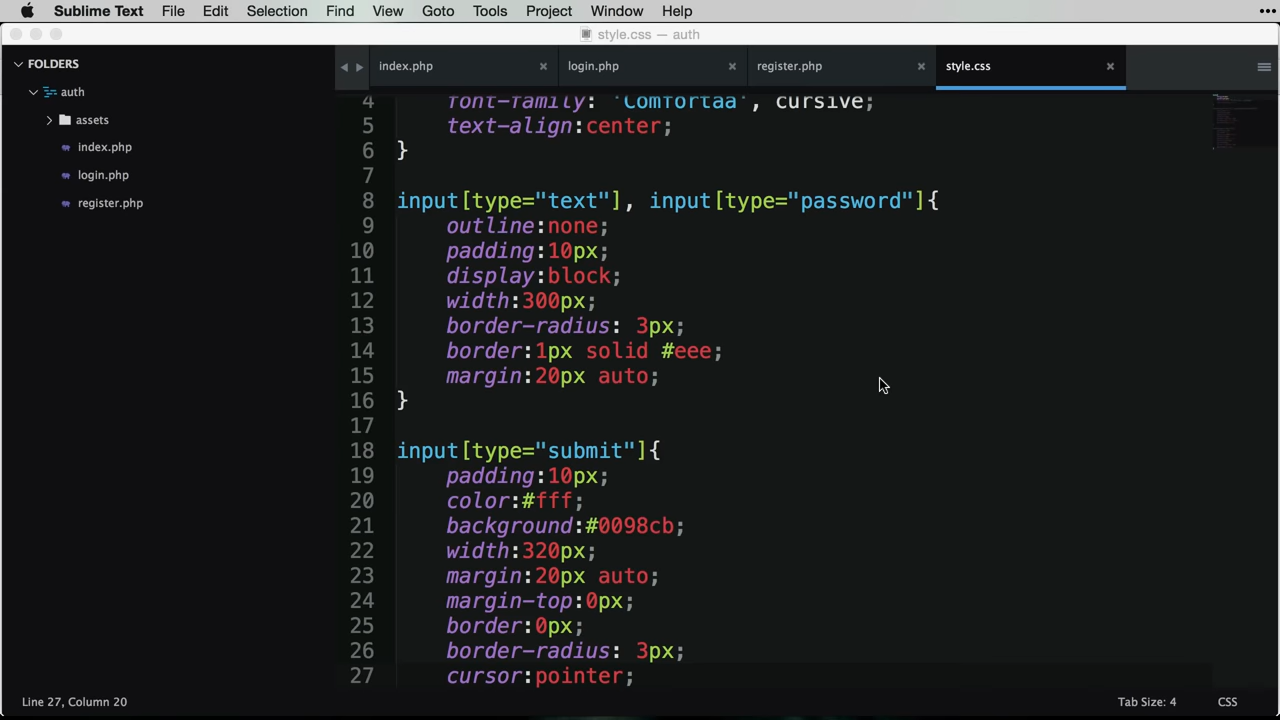 Sublime Text File Edit Selection Find View Goto Tools Project Window Help
style.css — auth
FOLDERS
auth
assets
index.php
login.php
register.php
index.php × login.php × register.php × style.css ×
4 font-family: 'Comfortaa', cursive;
5 text-align:center;
6 }
7
8 input[type="text"], input[type="password"]{
9 outline:none;
10 padding:10px;
11 display:block;
12 width:300px;
13 border-radius: 3px;
14 border:1px solid #eee;
15 margin:20px auto;
16 }
17
18 input[type="submit"]{
19 padding:10px;
20 color:#fff;
21 background:#0098cb;
22 width:320px;
23 margin:20px auto;
24 margin-top:0px;
25 border:0px;
26 border-radius: 3px;
27 cursor:pointer;
Line 27, Column 20 Tab Size: 4 CSS